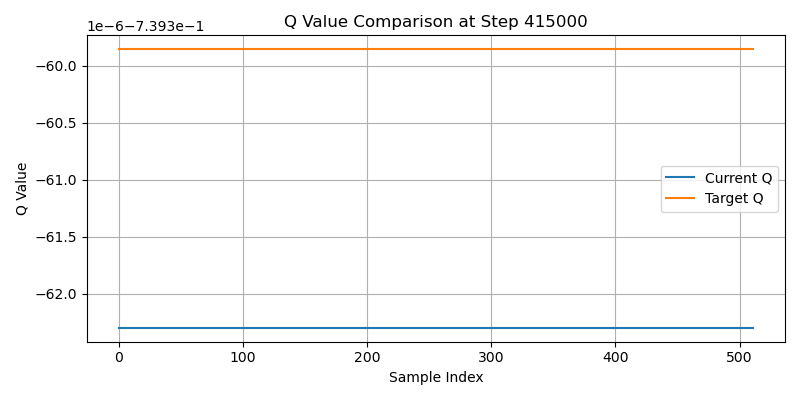 Q Value Comparison at Step 415000
1e−6−7.393e−1
−60.0
−60.5
−61.0
−61.5
−62.0
Q Value
Current Q
Target Q
0 100 200 300 400 500
Sample Index